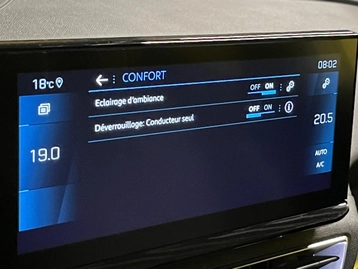 08:02
18°C
CONFORT
Eclairage d'ambiance OFF ON
Déverrouillage: Conducteur seul OFF ON
19.0
20.5
AUTO
A/C